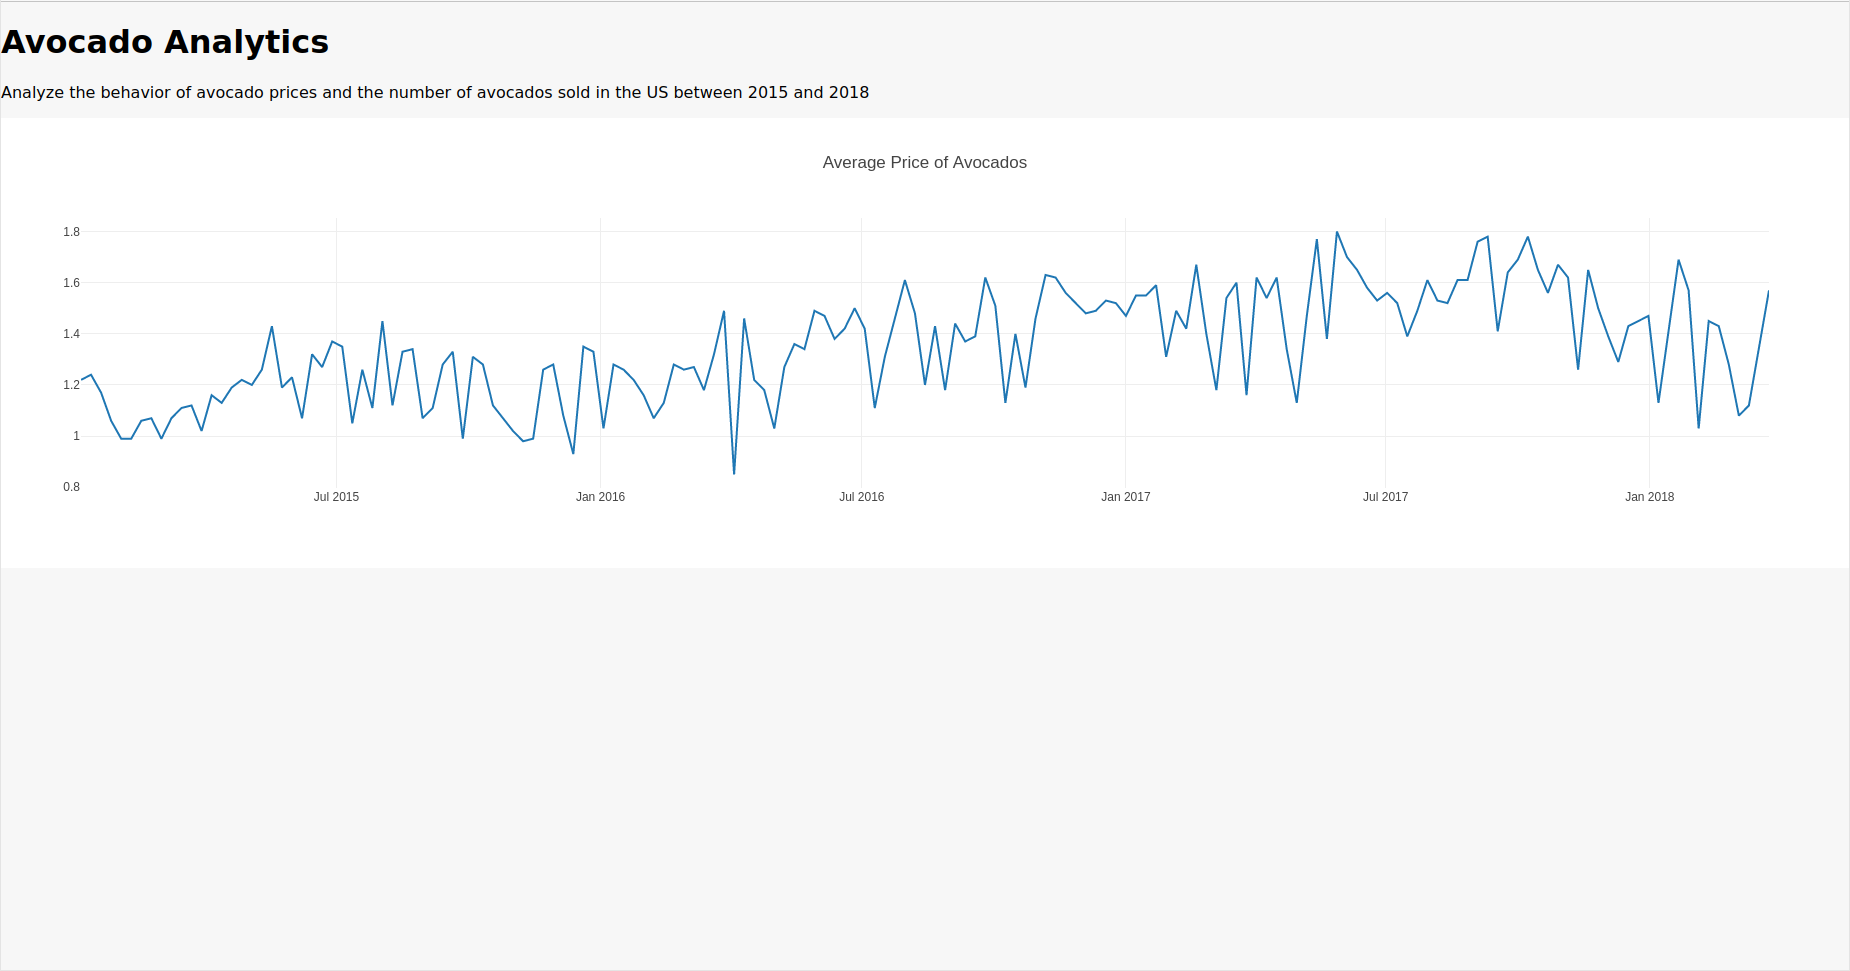 Avocado Analytics
Analyze the behavior of avocado prices and the number of avocados sold in the US between 2015 and 2018
Average Price of Avocados
1.8
1.6
1.4
1.2
1
0.8
Jul 2015 Jan 2016 Jul 2016 Jan 2017 Jul 2017 Jan 2018